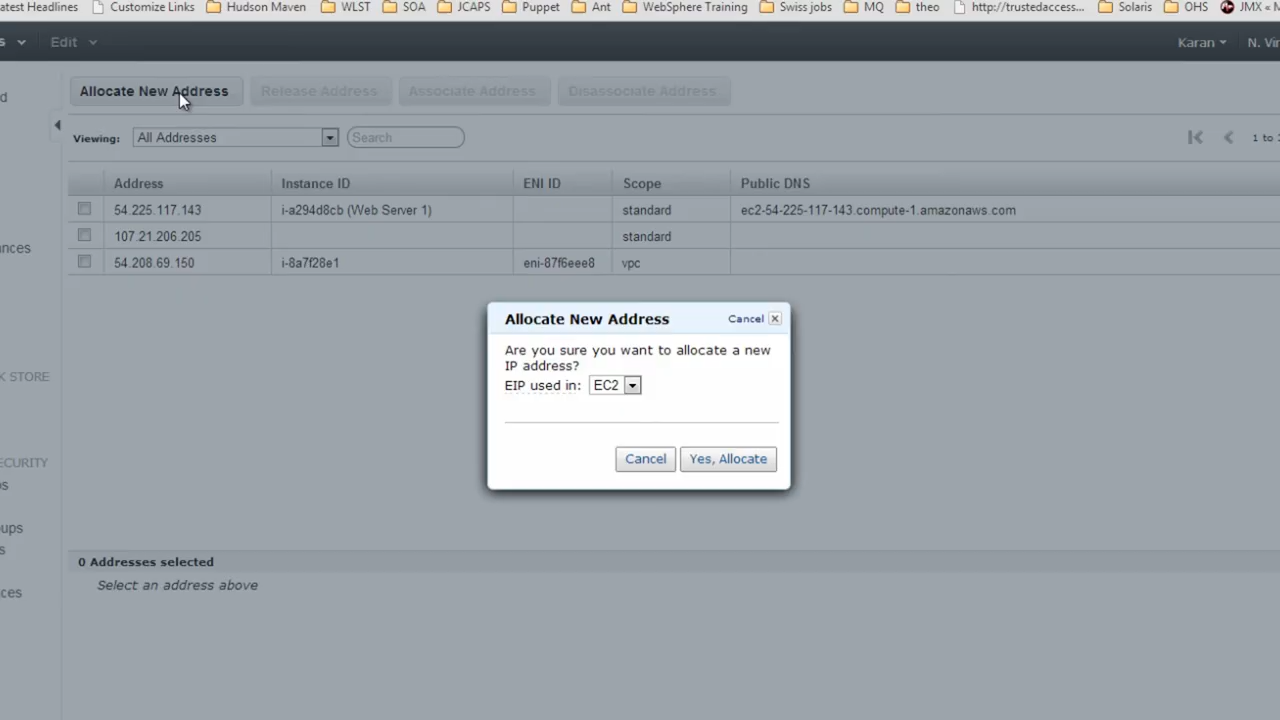 atest Headlines Customize Links Hudson Maven WLST SOA JCAPS Puppet Ant WebSphere Training Swiss jobs MQ theo http://trustedaccess... Solaris OHS JMX «
s Edit Karan N. Vir
d Allocate New Address Release Address Associate Address Disassociate Address
Viewing: All Addresses Search 1 to
Address Instance ID ENI ID Scope Public DNS
54.225.117.143 i-a294d8cb (Web Server 1) standard ec2-54-225-117-143.compute-1.amazonaws.com
107.21.206.205 standard
ances
54.208.69.150 i-8a7f28e1 eni-87f6eee8 vpc
Allocate New Address Cancel
Are you sure you want to allocate a new
IP address?
EIP used in: EC2
K STORE
Cancel Yes, Allocate
ECURITY
ps
oups
s
ces
0 Addresses selected
Select an address above